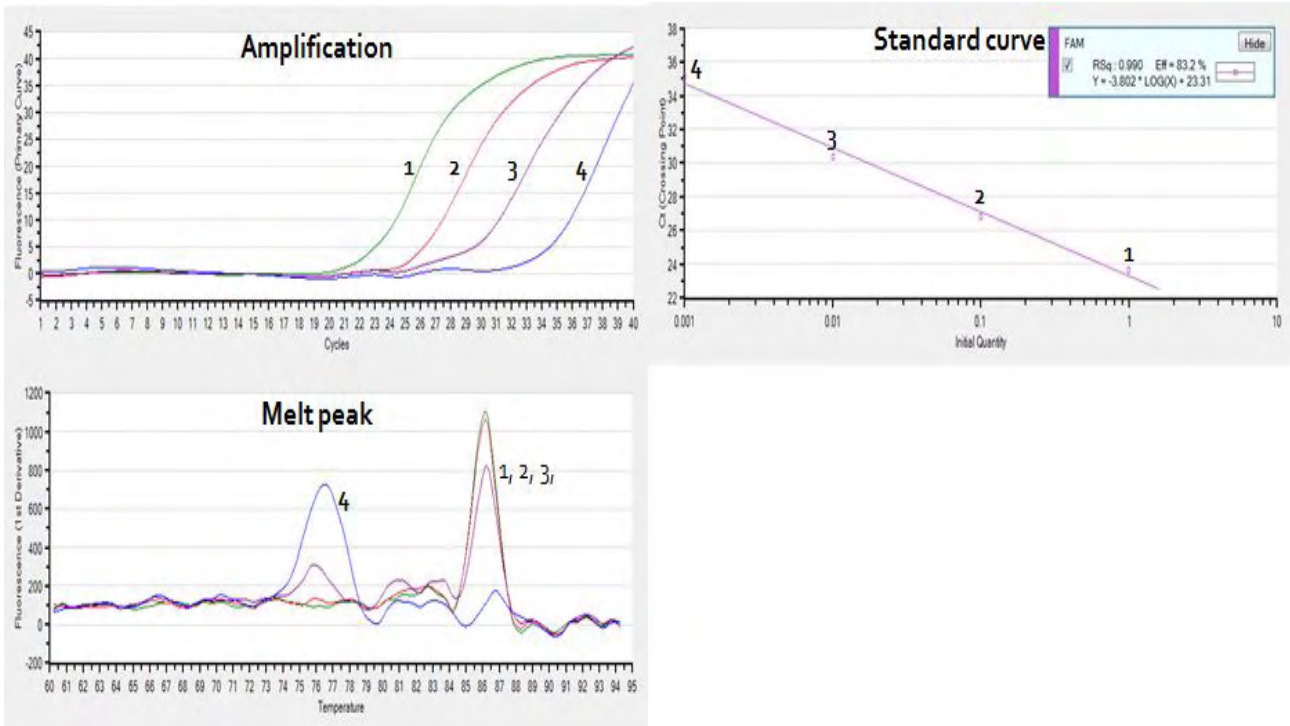 Amplification
Fluorescence (Primary Curve)
45
40
35
30
25
20
15
10
5
0
-5
1
2
3
4
1 2 3 4 5 6 7 8 9 10 11 12 13 14 15 16 17 18 19 20 21 22 23 24 25 26 27 28 29 30 31 32 33 34 35 36 37 38 39 40
Cycles
Standard curve
FAM
Hide
RSq : 0.990 Eff = 83.2 %
Y = -3.802 * LOG(X) + 23.31
Ct (Crossing Point)
38
36
34
32
30
28
26
24
22
4
3
2
1
0.001 0.01 0.1 1 10
Initial Quantity
Melt peak
Fluorescence (1st Derivative)
1200
1000
800
600
400
200
0
-200
4
1, 2, 3,
60 61 62 63 64 65 66 67 68 69 70 71 72 73 74 75 76 77 78 79 80 81 82 83 84 85 86 87 88 89 90 91 92 93 94 95
Temperature